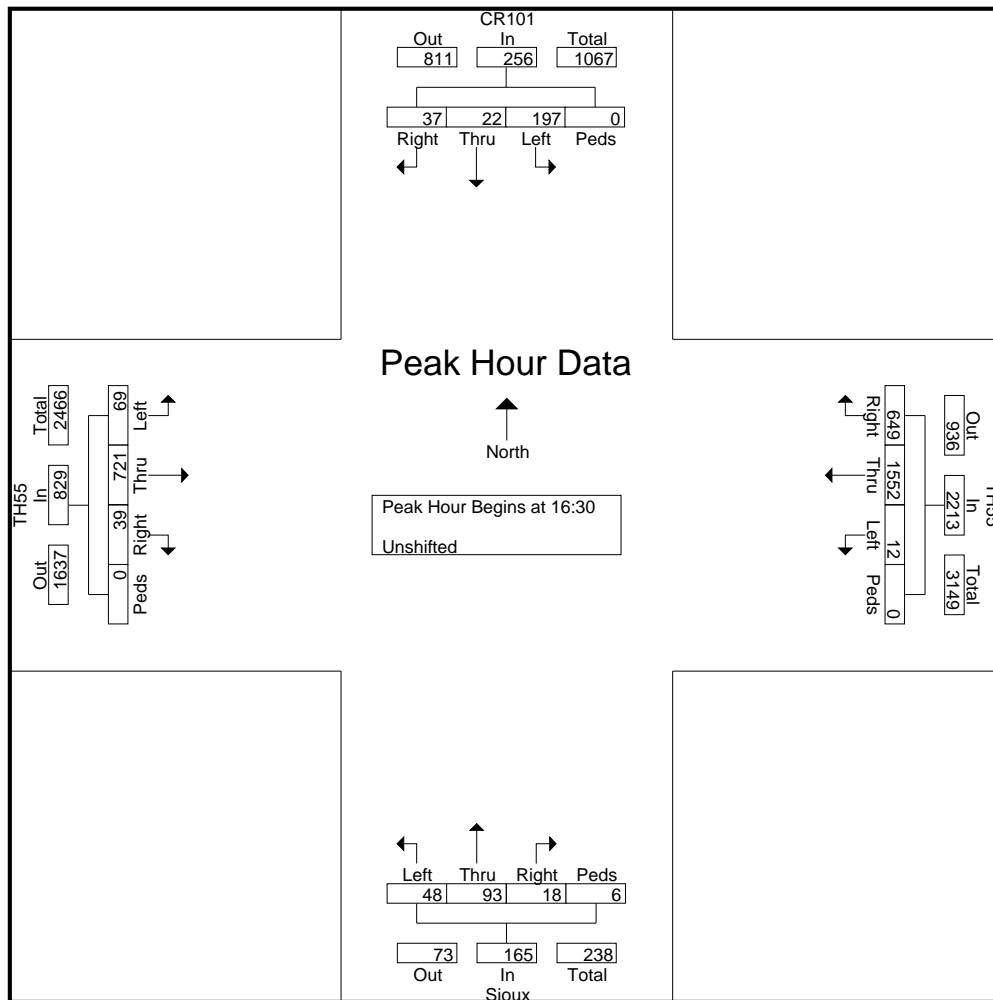 CR101
Out In Total
811 256 1067
37 22 197 0
Right Thru Left Peds
Peak Hour Data
North
Peak Hour Begins at 16:30
Unshifted
TH55
Total In Out
2466 829 1637
69 721 39 0
Left Thru Right Peds
Right Thru Left Peds
649 1552 12 0
Out In Total
936 2213 3149
TH55
Left Thru Right Peds
48 93 18 6
73 165 238
Out In Total
Sioux